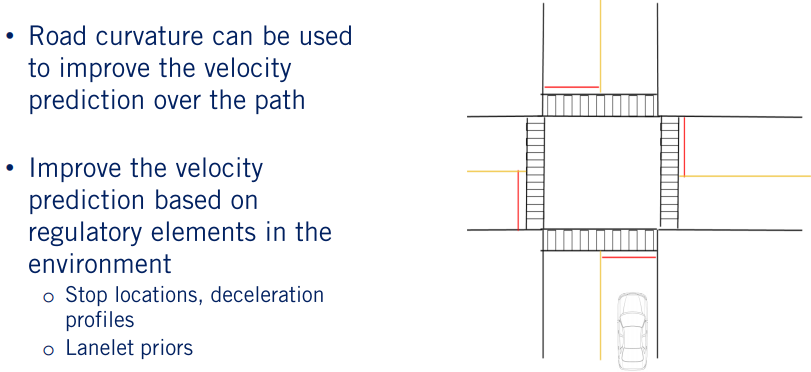 • Road curvature can be used
to improve the velocity
prediction over the path
• Improve the velocity
prediction based on
regulatory elements in the
environment
o Stop locations, deceleration
profiles
o Lanelet priors